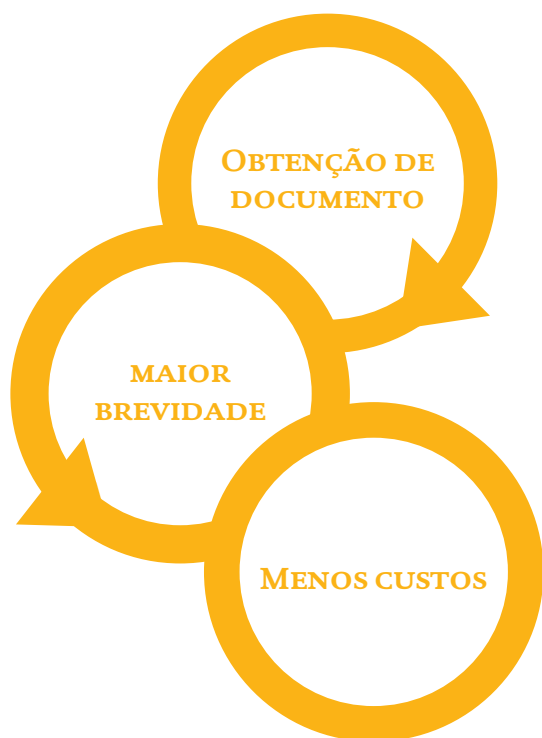 Obtenção de
documento
maior
brevidade
Menos custos